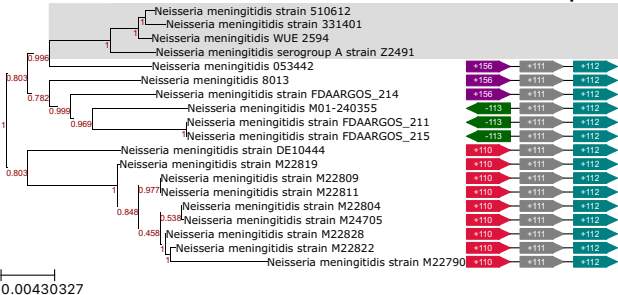 Neisseria meningitidis strain 510612
1
Neisseria meningitidis strain 331401
1
Neisseria meningitidis WUE 2594
1
Neisseria meningitidis serogroup A strain Z2491
0.996
Neisseria meningitidis 053442 +156 +111 +112
0.803
Neisseria meningitidis 8013 +156 +111 +112
0.782
Neisseria meningitidis strain FDAARGOS_214 +156 +111 +112
0.999
Neisseria meningitidis M01-240355 -113 +111 +112
0.969
1
Neisseria meningitidis strain FDAARGOS_211 -113 +111 +112
1
Neisseria meningitidis strain FDAARGOS_215 -113 +111 +112
Neisseria meningitidis strain DE10444 +110 +111 +112
Neisseria meningitidis strain M22819 +110 +111 +112
0.803
Neisseria meningitidis strain M22809 +110 +111 +112
1
0.977
Neisseria meningitidis strain M22811 +110 +111 +112
Neisseria meningitidis strain M22804 +110 +111 +112
0.848
0.538
Neisseria meningitidis strain M24705 +110 +111 +112
0.458
Neisseria meningitidis strain M22828 +110 +111 +112
1
Neisseria meningitidis strain M22822 +110 +111 +112
1
Neisseria meningitidis strain M22790 +110 +111 +112
0.00430327